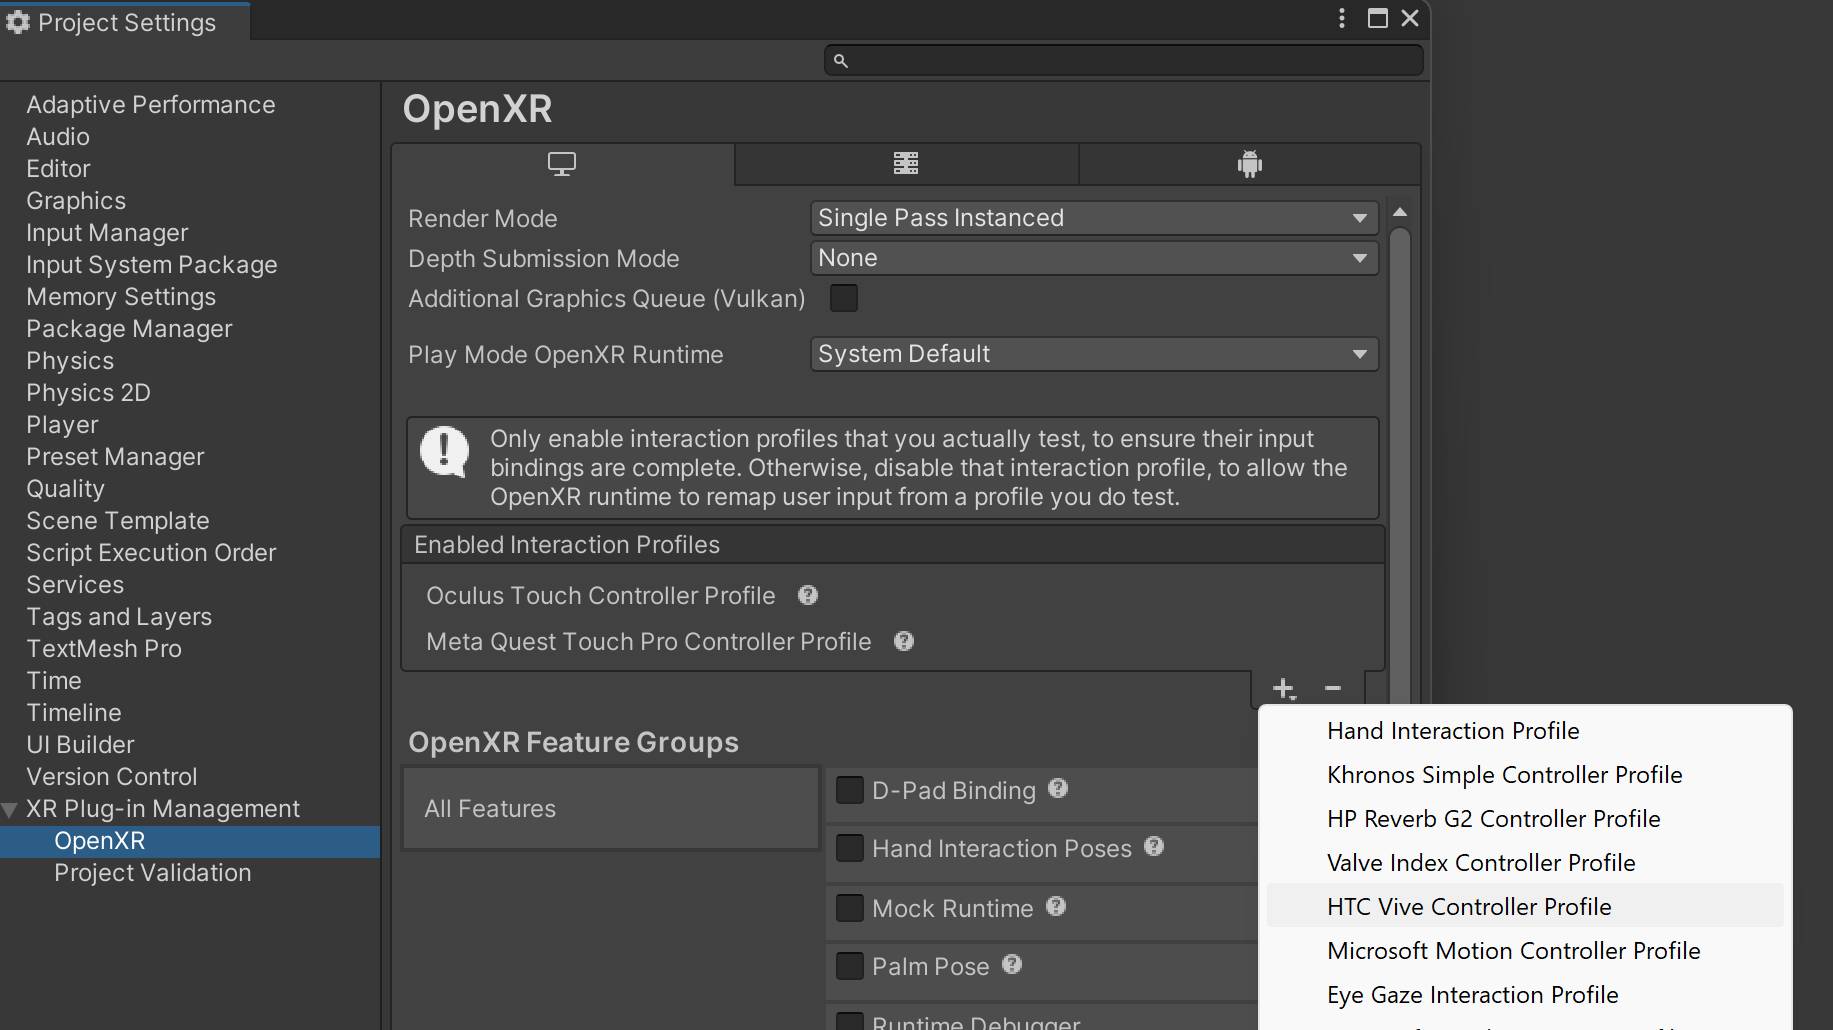 Project Settings
Adaptive Performance
Audio
Editor
Graphics
Input Manager
Input System Package
Memory Settings
Package Manager
Physics
Physics 2D
Player
Preset Manager
Quality
Scene Template
Script Execution Order
Services
Tags and Layers
TextMesh Pro
Time
Timeline
UI Builder
Version Control
XR Plug-in Management
OpenXR
Project Validation
OpenXR
Render Mode
Single Pass Instanced
Depth Submission Mode
None
Additional Graphics Queue (Vulkan)
Play Mode OpenXR Runtime
System Default
Only enable interaction profiles that you actually test, to ensure their input
bindings are complete. Otherwise, disable that interaction profile, to allow the
OpenXR runtime to remap user input from a profile you do test.
Enabled Interaction Profiles
Oculus Touch Controller Profile
Meta Quest Touch Pro Controller Profile
OpenXR Feature Groups
All Features
D-Pad Binding
Hand Interaction Poses
Mock Runtime
Palm Pose
Runtime Debugger
Hand Interaction Profile
Khronos Simple Controller Profile
HP Reverb G2 Controller Profile
Valve Index Controller Profile
HTC Vive Controller Profile
Microsoft Motion Controller Profile
Eye Gaze Interaction Profile